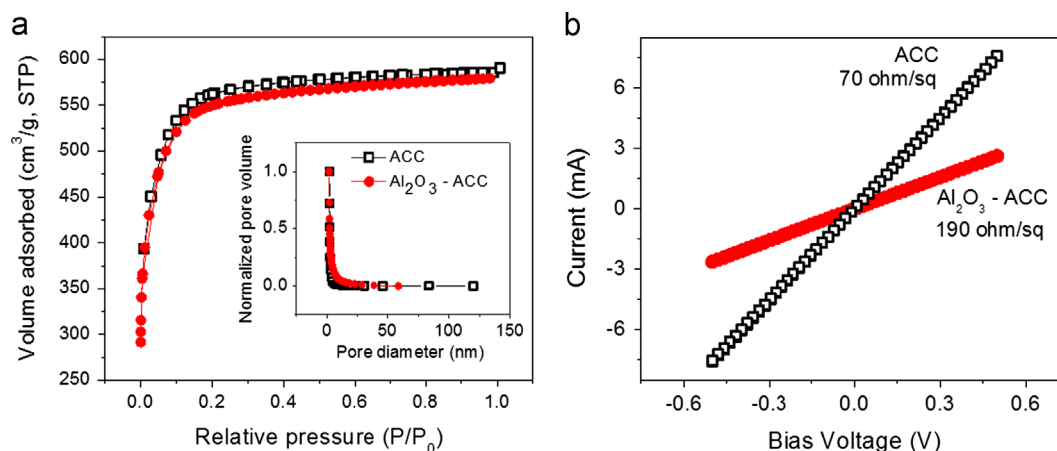 a
Volume adsorbed (cm³/g, STP)
600
550
500
450
400
350
300
250
0.0 0.2 0.4 0.6 0.8 1.0
Relative pressure (P/P₀)
Normalized pore volume
1.0
0.5
0.0
ACC
Al₂O₃ - ACC
0 50 100 150
Pore diameter (nm)
b
Current (mA)
6
3
0
-3
-6
ACC
70 ohm/sq
Al₂O₃ - ACC
190 ohm/sq
-0.6 -0.3 0.0 0.3 0.6
Bias Voltage (V)